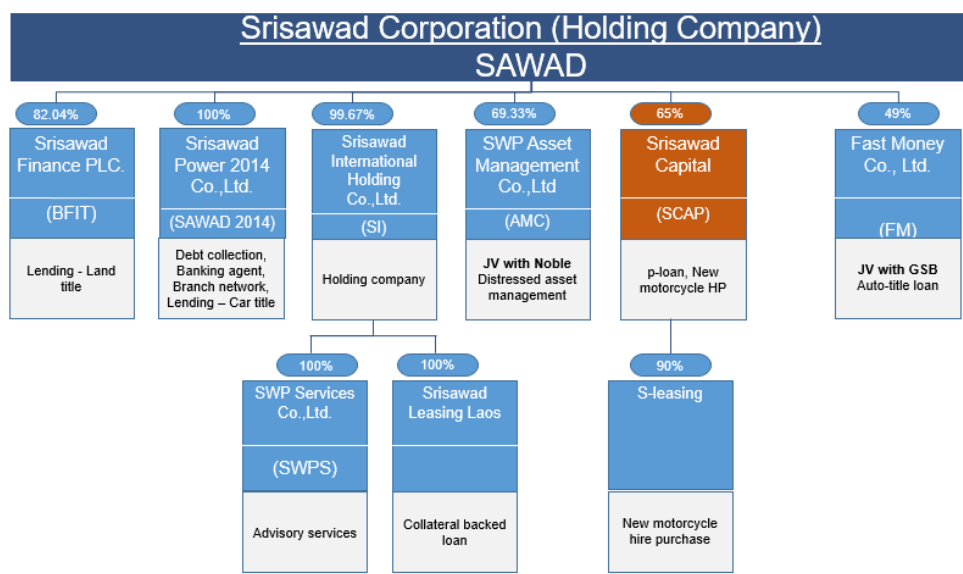 Srisawad Corporation (Holding Company)
SAWAD
82.04%
Srisawad
Finance PLC.
(BFIT)
Lending - Land
title
100%
Srisawad
Power 2014
Co.,Ltd.
(SAWAD 2014)
Debt collection,
Banking agent,
Branch network,
Lending – Car title
99.67%
Srisawad
International
Holding
Co.,Ltd.
(SI)
Holding company
69.33%
SWP Asset
Management
Co.,Ltd
(AMC)
JV with Noble
Distressed asset
management
65%
Srisawad
Capital
(SCAP)
p-loan, New
motorcycle HP
49%
Fast Money
Co., Ltd.
(FM)
JV with GSB
Auto-title loan
100%
SWP Services
Co.,Ltd.
(SWPS)
Advisory services
100%
Srisawad
Leasing Laos
Collateral backed
loan
90%
S-leasing
New motorcycle
hire purchase